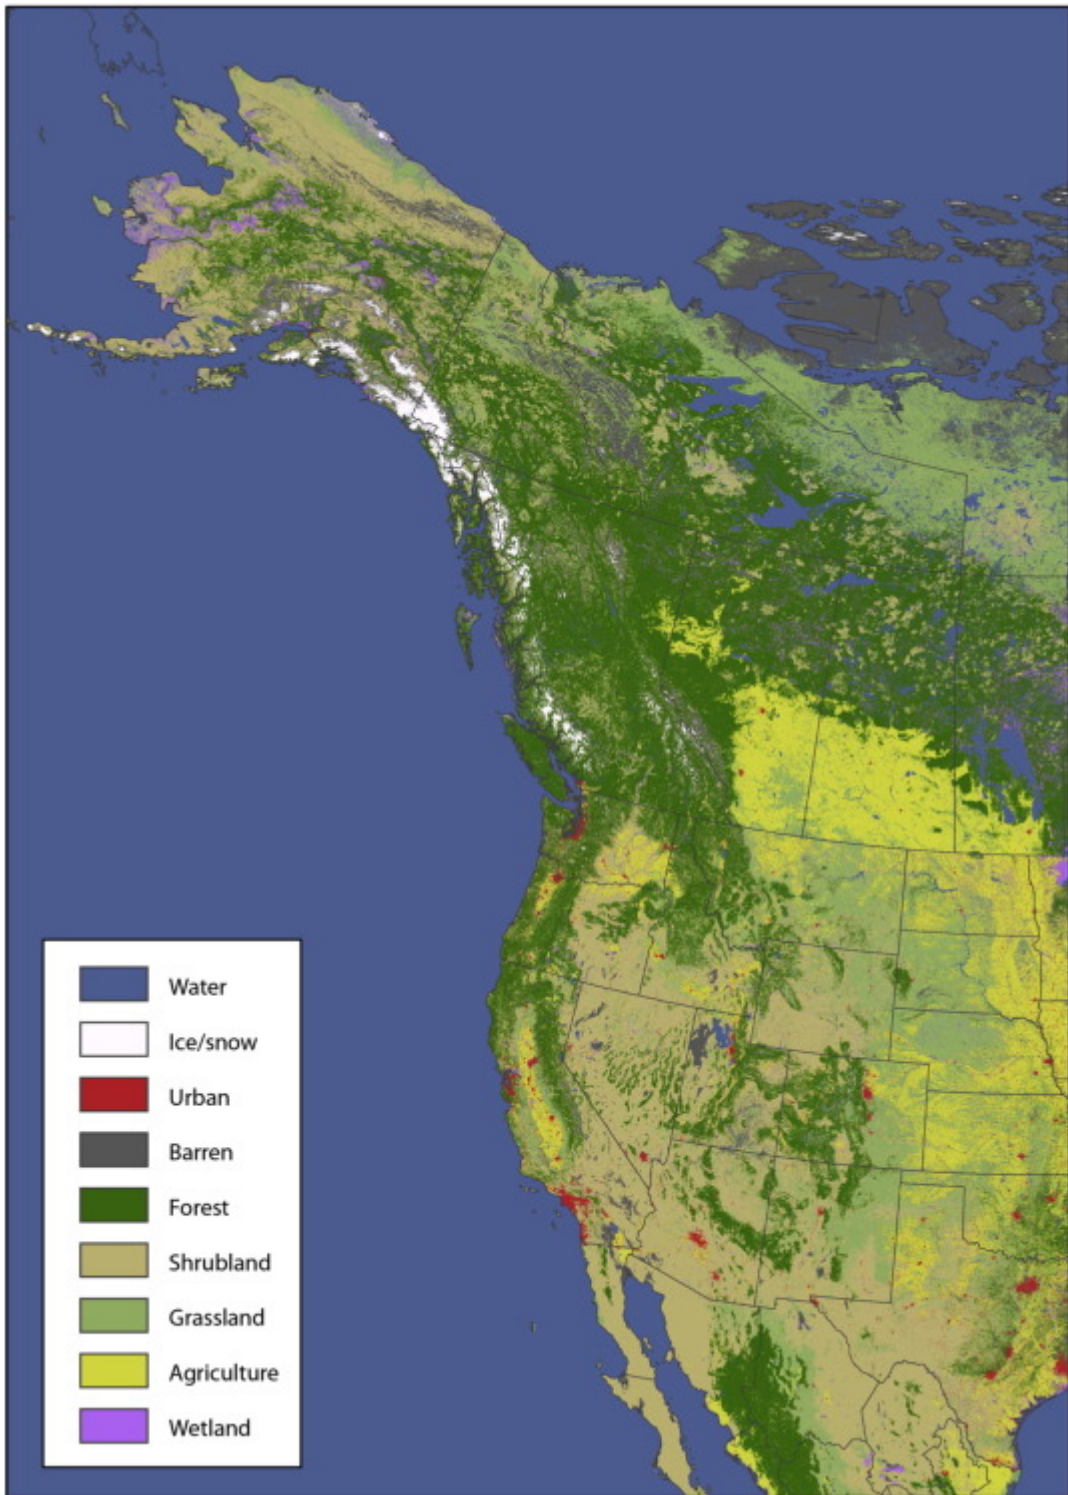 Water
Ice/snow
Urban
Barren
Forest
Shrubland
Grassland
Agriculture
Wetland